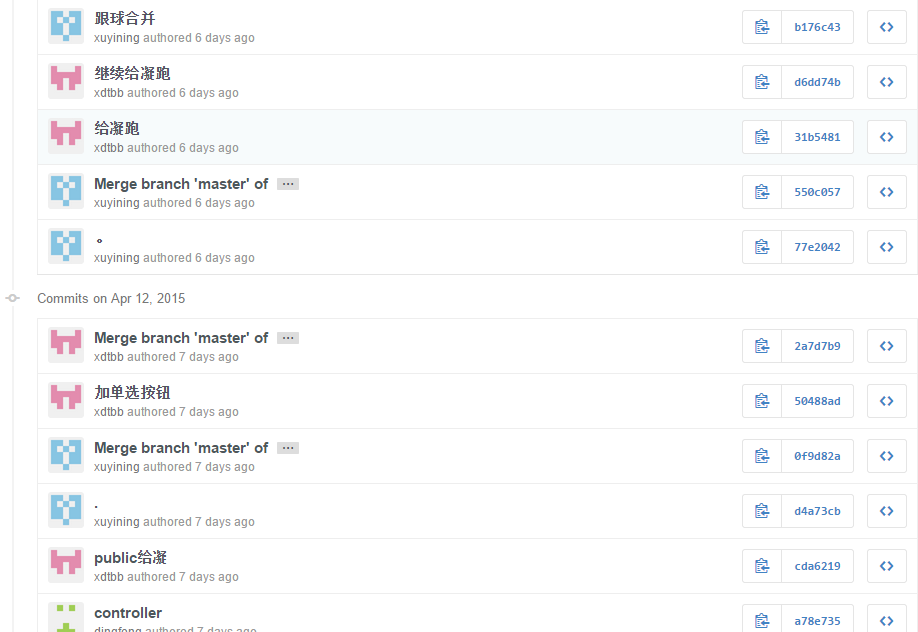 跟球合并
xuyining authored 6 days ago
b176c43
继续给凝跑
xdtbb authored 6 days ago
d6dd74b
给凝跑
xdtbb authored 6 days ago
31b5481
Merge branch 'master' of …
xuyining authored 6 days ago
550c057
。
xuyining authored 6 days ago
77e2042
Commits on Apr 12, 2015
Merge branch 'master' of …
xdtbb authored 7 days ago
2a7d7b9
加单选按钮
xdtbb authored 7 days ago
50488ad
Merge branch 'master' of …
xuyining authored 7 days ago
0f9d82a
.
xuyining authored 7 days ago
d4a73cb
public给凝
xdtbb authored 7 days ago
cda6219
controller
dingfeng authored 7 days ago
a78e735